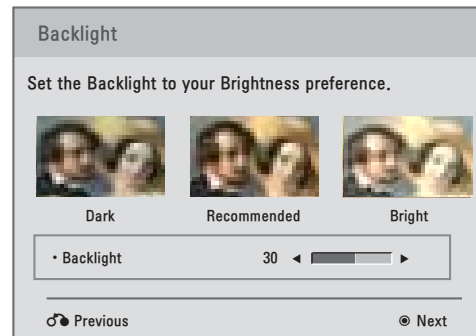 Backlight
Set the Backlight to your Brightness preference.
Dark Recommended Bright
• Backlight 30 ◄ ►
Previous ◉ Next